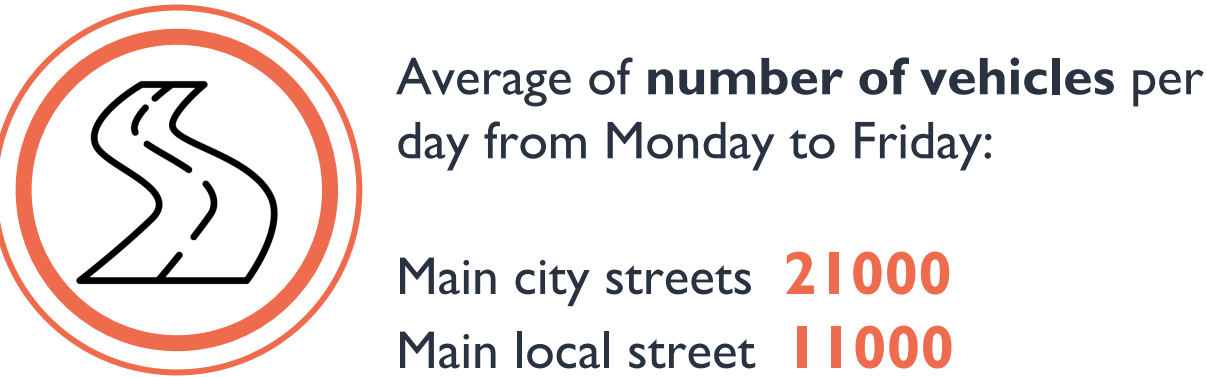 Average of number of vehicles per
day from Monday to Friday:
Main city streets 21000
Main local street 11000